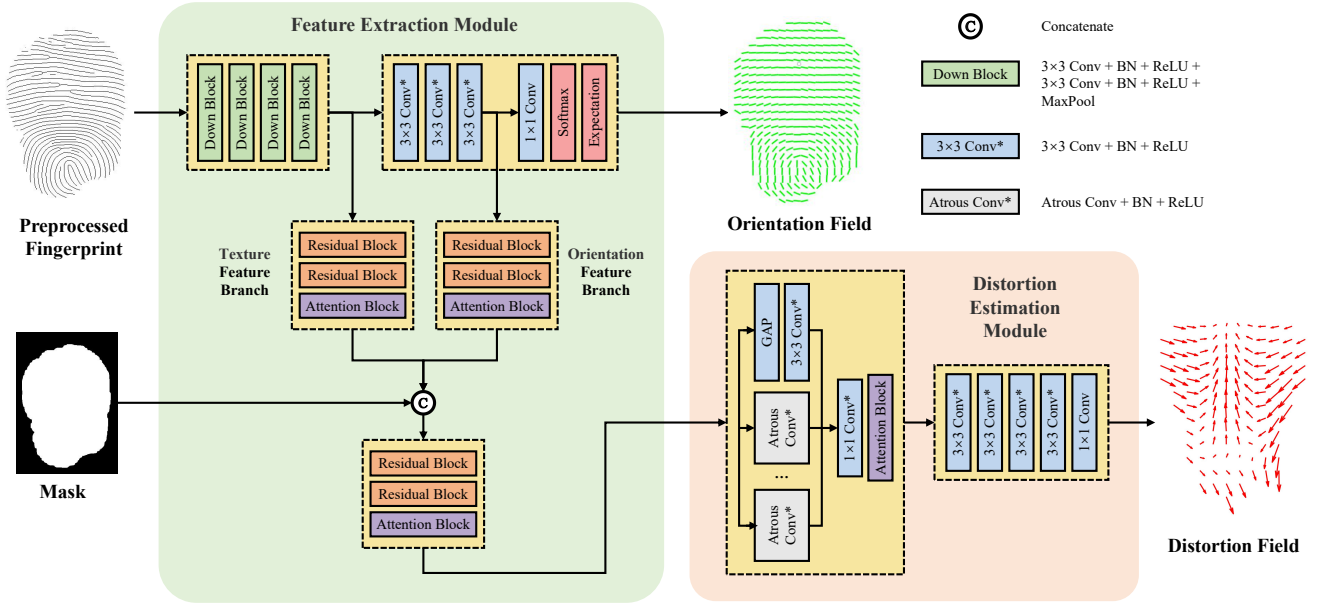 Feature Extraction Module
Down Block
Down Block
Down Block
Down Block
3×3 Conv*
3×3 Conv*
3×3 Conv*
1×1 Conv
Softmax
Expectation
Preprocessed
Fingerprint
Orientation Field
C
Concatenate
Down Block
3×3 Conv + BN + ReLU +
3×3 Conv + BN + ReLU +
MaxPool
3×3 Conv*
3×3 Conv + BN + ReLU
Atrous Conv*
Atrous Conv + BN + ReLU
Texture
Feature
Branch
Residual Block
Residual Block
Attention Block
Residual Block
Residual Block
Attention Block
Orientation
Feature
Branch
Mask
C
Residual Block
Residual Block
Attention Block
Distortion
Estimation
Module
GAP
3×3 Conv*
Atrous
Conv*
...
Atrous
Conv*
1×1 Conv*
Attention Block
3×3 Conv*
3×3 Conv*
3×3 Conv*
3×3 Conv*
1×1 Conv
Distortion Field